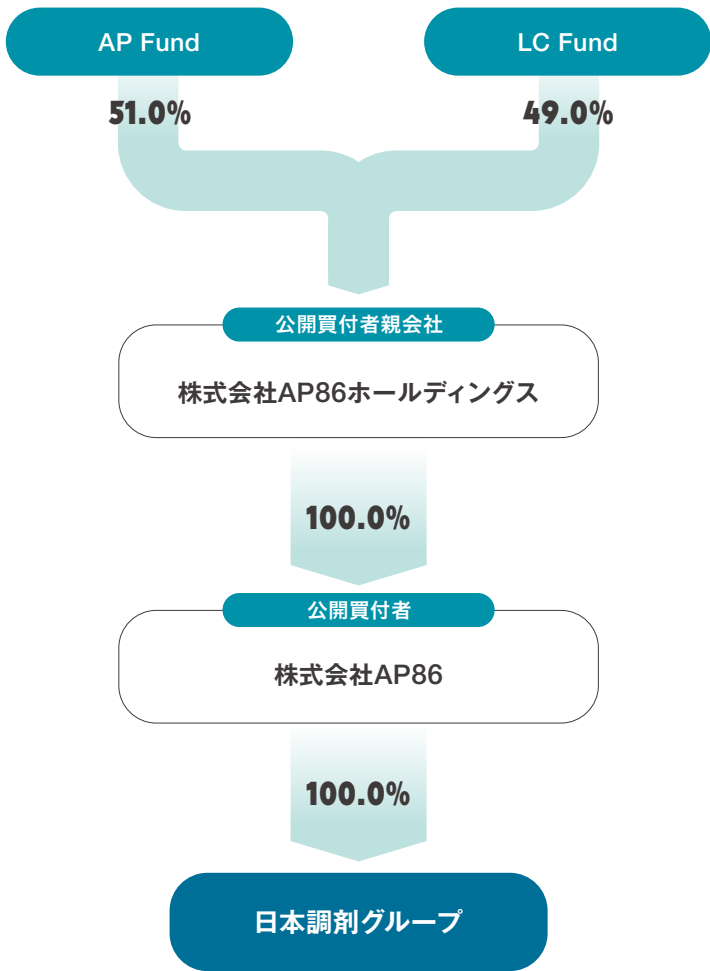 AP Fund
LC Fund
51.0%
49.0%
公開買付者親会社
株式会社AP86ホールディングス
100.0%
公開買付者
株式会社AP86
100.0%
日本調剤グループ